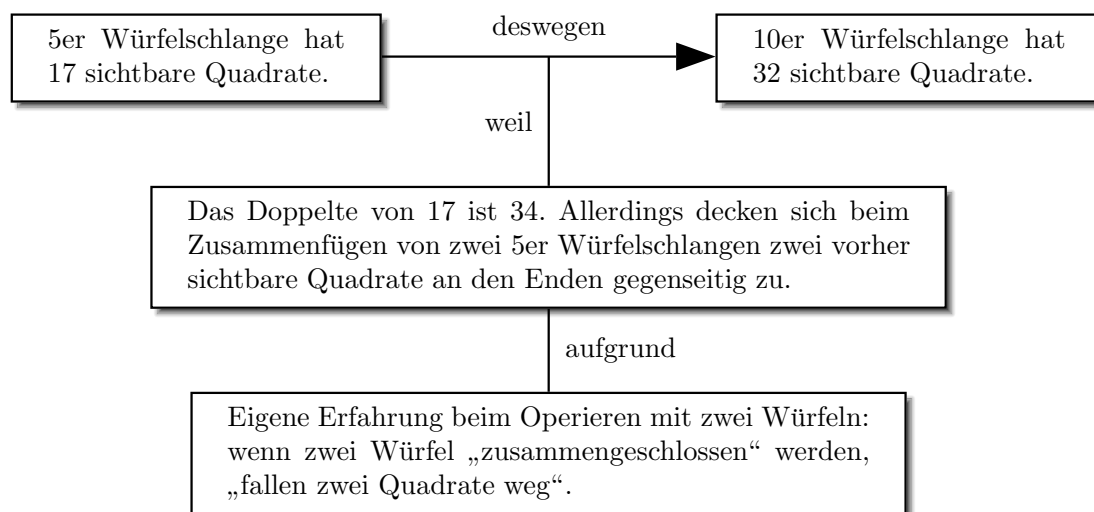 5er Würfelschlange hat
17 sichtbare Quadrate.
deswegen
10er Würfelschlange hat
32 sichtbare Quadrate.
weil
Das Doppelte von 17 ist 34. Allerdings decken sich beim
Zusammenfügen von zwei 5er Würfelschlangen zwei vorher
sichtbare Quadrate an den Enden gegenseitig zu.
aufgrund
Eigene Erfahrung beim Operieren mit zwei Würfeln:
wenn zwei Würfel „zusammengeschlossen“ werden,
„fallen zwei Quadrate weg“.